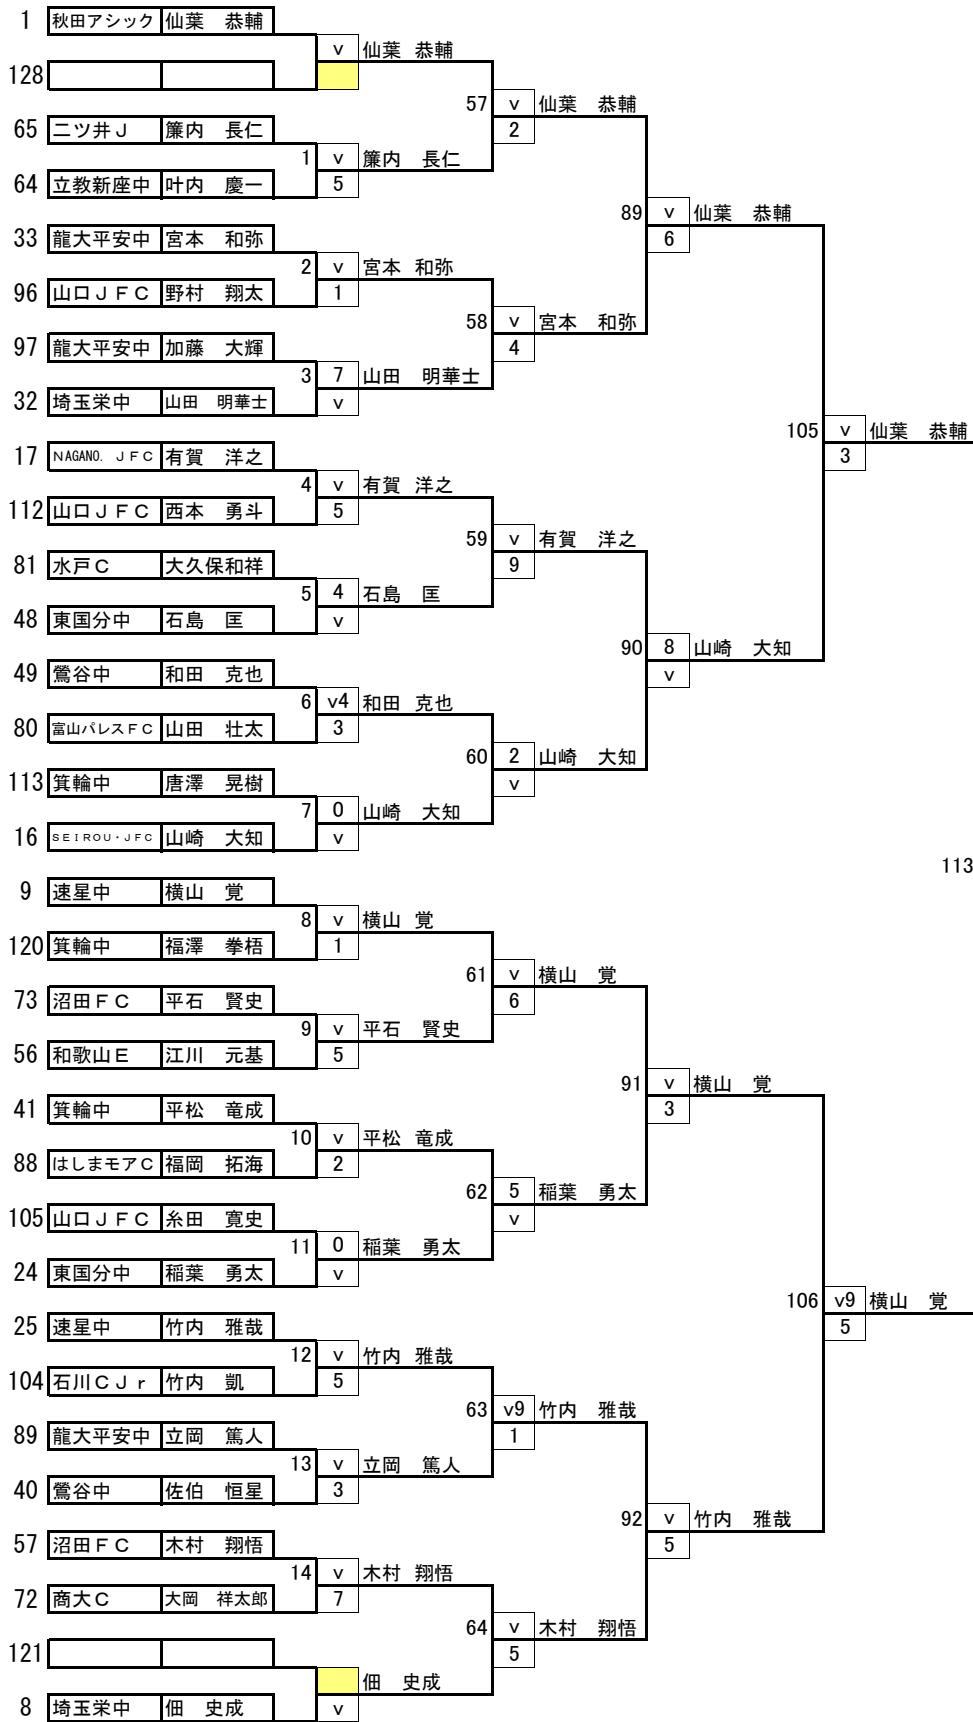 1 秋田アシック 仙葉　恭輔
v 仙葉 恭輔
128
57 v 仙葉　恭輔
2
65 二ツ井Ｊ 簾内　長仁
1 v 簾内　長仁
5
64 立教新座中 叶内　慶一
89 v 仙葉　恭輔
6
33 龍大平安中 宮本　和弥
2 v 宮本 和弥
1
96 山口ＪＦＣ 野村　翔太
58 v 宮本　和弥
4
97 龍大平安中 加藤　大輝
3 7 山田　明華士
v
32 埼玉栄中 山田　明華士
105 v 仙葉　恭輔
3
17 NAGANO．ＪＦＣ 有賀　洋之
4 v 有賀 洋之
5
112 山口ＪＦＣ 西本　勇斗
59 v 有賀　洋之
9
81 水戸Ｃ 大久保和祥
5 4 石島　匡
v
48 東国分中 石島　匡
90 8 山崎　大知
v
49 鶯谷中 和田　克也
6 v4 和田 克也
3
80 富山パレスＦＣ 山田　壮太
60 2 山崎　大知
v
113 箕輪中 唐澤　晃樹
7 0 山崎　大知
v
16 ＳＥＩＲＯＵ・ＪＦＣ 山崎　大知
113
9 速星中 横山　覚
8 v 横山 覚
1
120 箕輪中 福澤　拳梧
61 v 横山　覚
6
73 沼田ＦＣ 平石　賢史
9 v 平石　賢史
5
56 和歌山Ｅ 江川　元基
91 v 横山　覚
3
41 箕輪中 平松　竜成
10 v 平松 竜成
2
88 はしまモアＣ 福岡　拓海
62 5 稲葉　勇太
v
105 山口ＪＦＣ 糸田　寛史
11 0 稲葉　勇太
v
24 東国分中 稲葉　勇太
106 v9 横山　覚
5
25 速星中 竹内　雅哉
12 v 竹内 雅哉
5
104 石川ＣＪｒ 竹内　凱
63 v9 竹内　雅哉
1
89 龍大平安中 立岡　篤人
13 v 立岡　篤人
3
40 鶯谷中 佐伯　恒星
92 v 竹内　雅哉
5
57 沼田ＦＣ 木村　翔悟
14 v 木村 翔悟
7
72 商大Ｃ 大岡　祥太郎
64 v 木村　翔悟
5
121
佃　史成
v
8 埼玉栄中 佃　史成